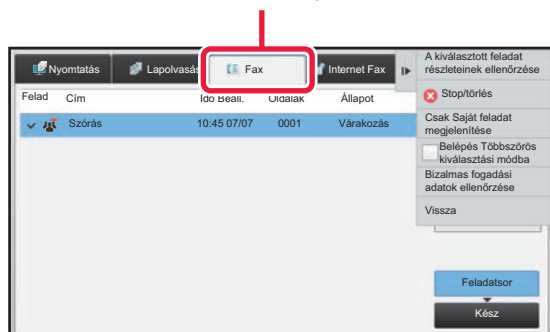 Nyomtatás
Lapolvasás
Fax
Internet Fax
Felad
Cím
Idő Beáll.
Oldalak
Állapot
Szórás
10:45 07/07
0001
Várakozás
A kiválasztott feladat
részleteinek ellenőrzése
Stop/törlés
Csak Saját feladat
megjelenítése
Belépés Többszörös
kiválasztási módba
Bizalmas fogadási
adatok ellenőrzése
Vissza
Feladatsor
Kész